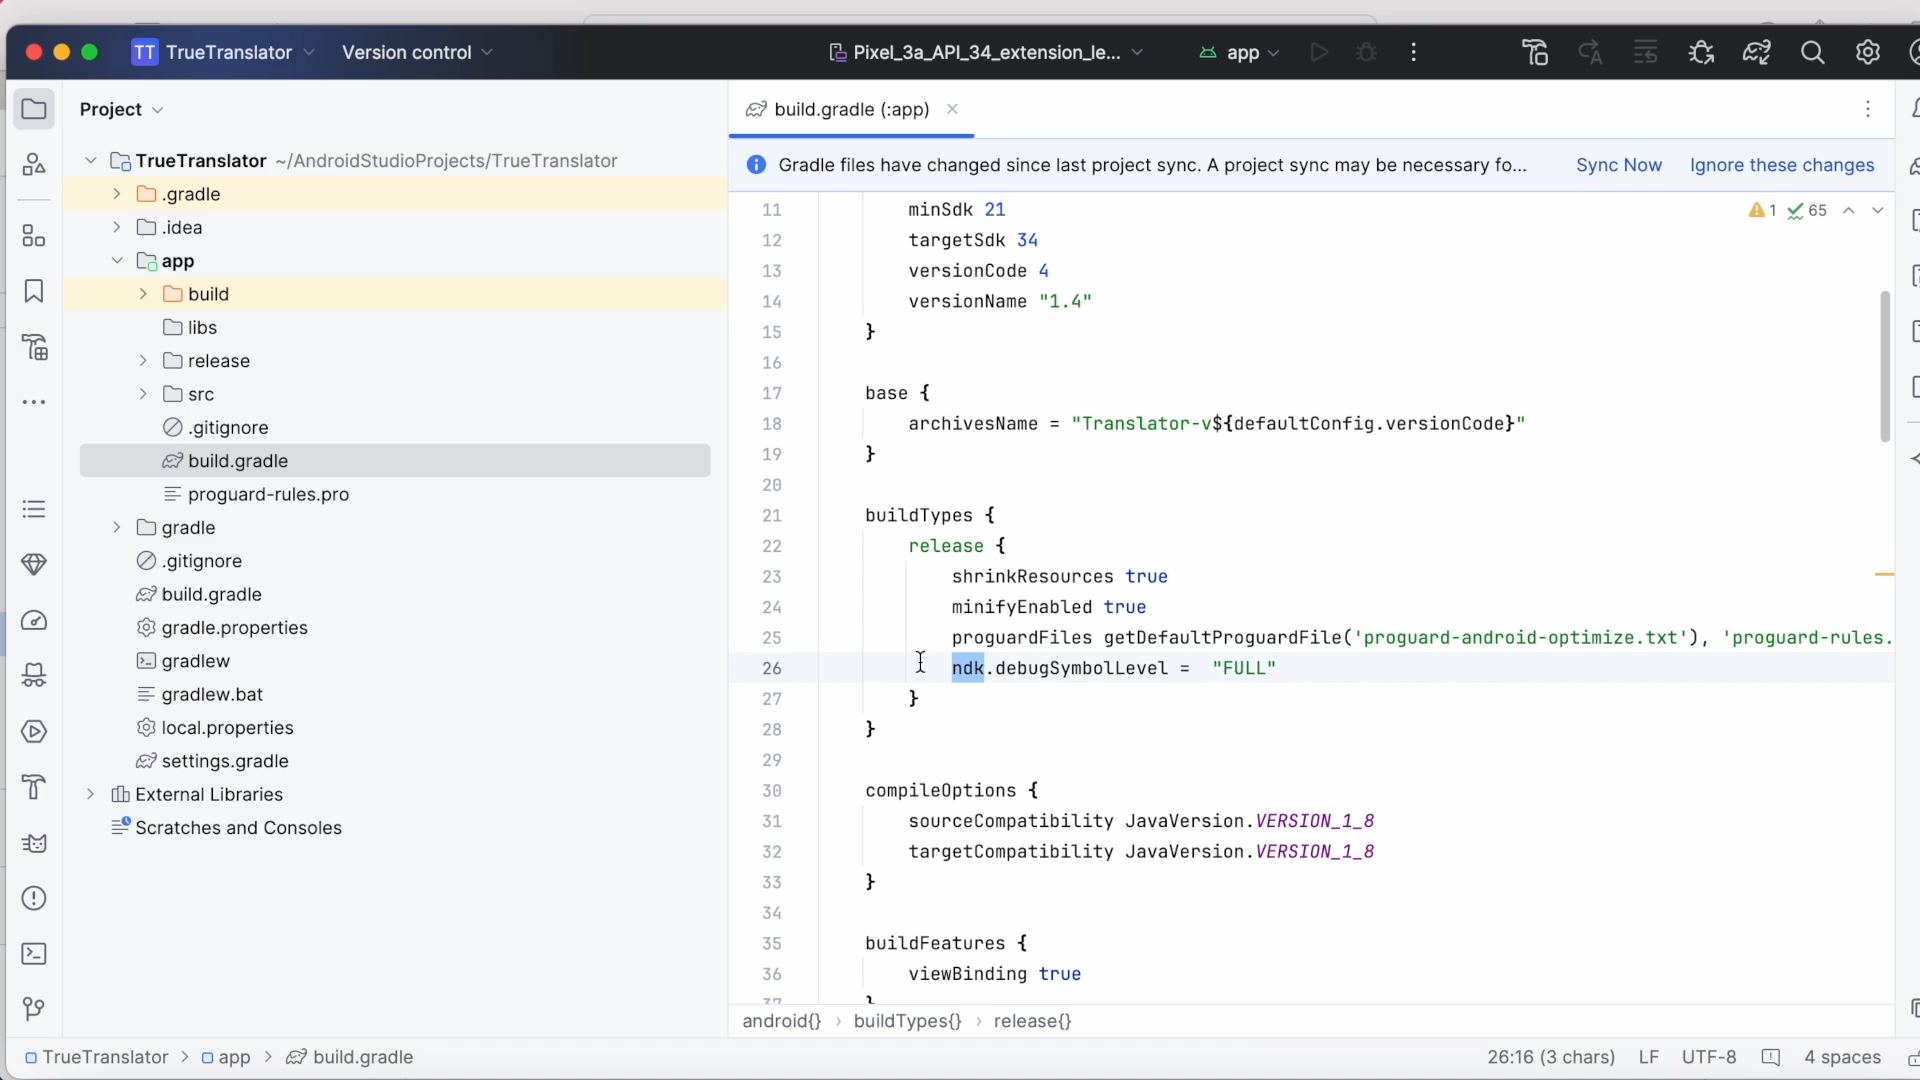 TT TrueTranslator Version control Pixel_3a_API_34_extension_le... app
Project
build.gradle (:app)
Gradle files have changed since last project sync. A project sync may be necessary fo... Sync Now Ignore these changes
TrueTranslator ~/AndroidStudioProjects/TrueTranslator
.gradle
.idea
app
build
libs
release
src
.gitignore
build.gradle
proguard-rules.pro
gradle
.gitignore
build.gradle
gradle.properties
gradlew
gradlew.bat
local.properties
settings.gradle
External Libraries
Scratches and Consoles
1 65
11 minSdk 21
12 targetSdk 34
13 versionCode 4
14 versionName "1.4"
15 }
16
17 base {
18 archivesName = "Translator-v${defaultConfig.versionCode}"
19 }
20
21 buildTypes {
22 release {
23 shrinkResources true
24 minifyEnabled true
25 proguardFiles getDefaultProguardFile('proguard-android-optimize.txt'), 'proguard-rules.
26 ndk.debugSymbolLevel = "FULL"
27 }
28 }
29
30 compileOptions {
31 sourceCompatibility JavaVersion.VERSION_1_8
32 targetCompatibility JavaVersion.VERSION_1_8
33 }
34
35 buildFeatures {
36 viewBinding true
37 }
android{} › buildTypes{} › release{}
TrueTranslator > app > build.gradle 26:16 (3 chars) LF UTF-8 4 spaces